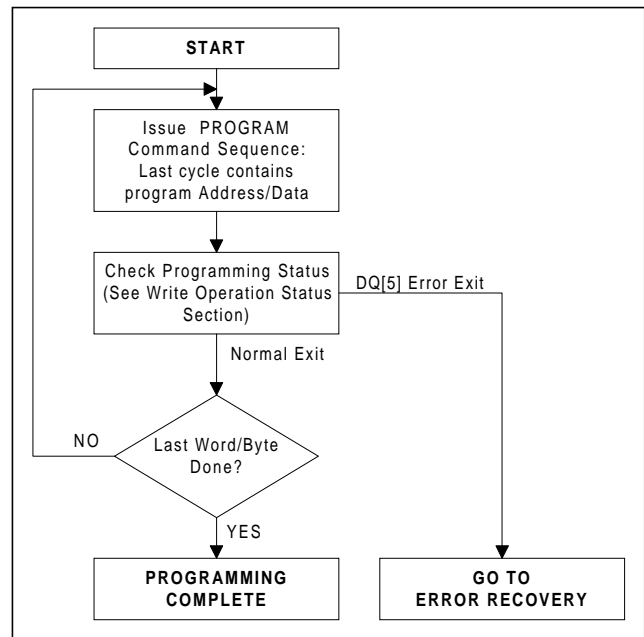 START
Issue PROGRAM
Command Sequence:
Last cycle contains
program Address/Data
Check Programming Status
(See Write Operation Status
Section)
DQ[5] Error Exit
Normal Exit
NO
Last Word/Byte
Done?
YES
PROGRAMMING
COMPLETE
GO TO
ERROR RECOVERY